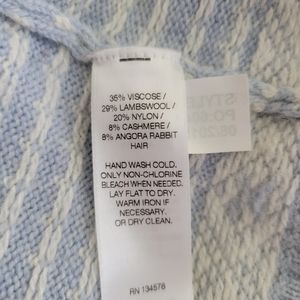 35% VISCOSE /
29% LAMBSWOOL /
20% NYLON /
8% CASHMERE /
8% ANGORA RABBIT
HAIR
HAND WASH COLD.
ONLY NON-CHLORINE
BLEACH WHEN NEEDED.
LAY FLAT TO DRY.
WARM IRON IF
NECESSARY.
OR DRY CLEAN.
RN 134576